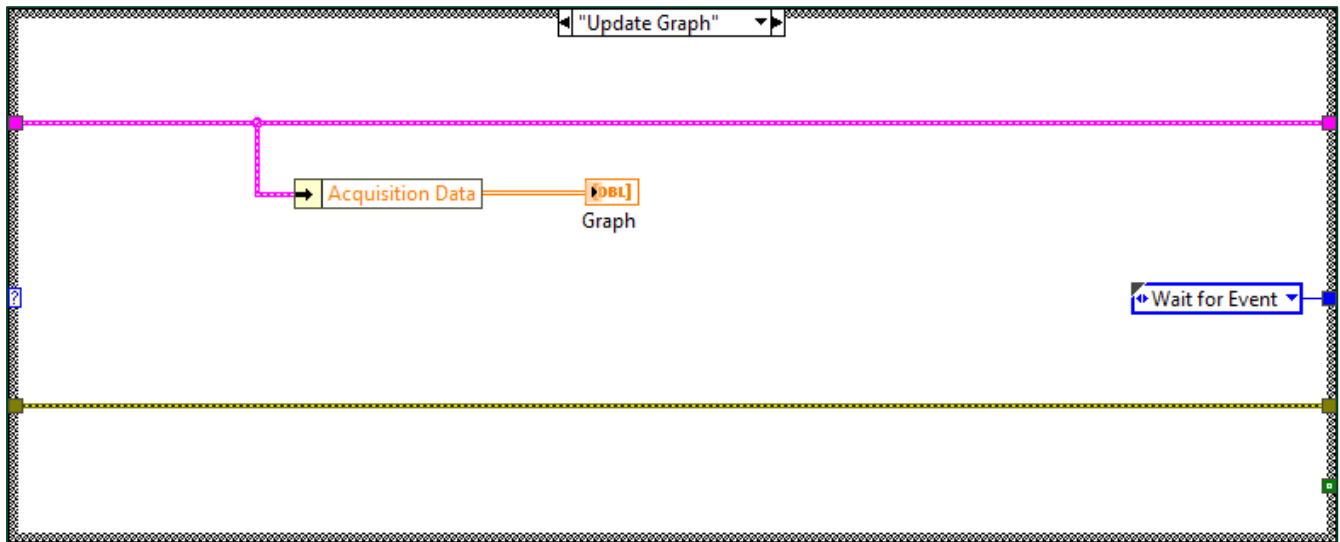 "Update Graph"
Acquisition Data
DBL]
Graph
?
Wait for Event